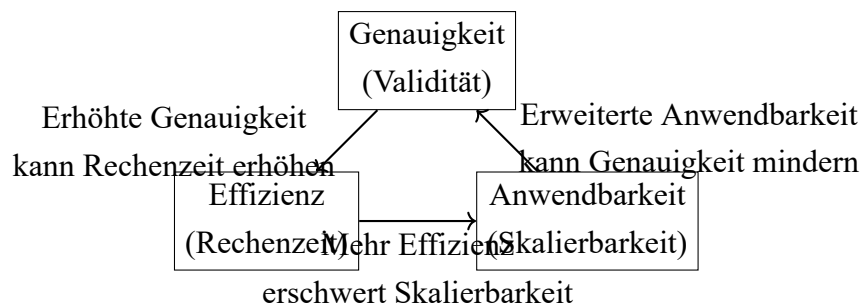 Genauigkeit
(Validität)
Erhöhte Genauigkeit
kann Rechenzeit erhöhen
Erweiterte Anwendbarkeit
kann Genauigkeit mindern
Effizienz
(Rechenzeit)
Anwendbarkeit
(Skalierbarkeit)
Mehr Effizienz
erschwert Skalierbarkeit